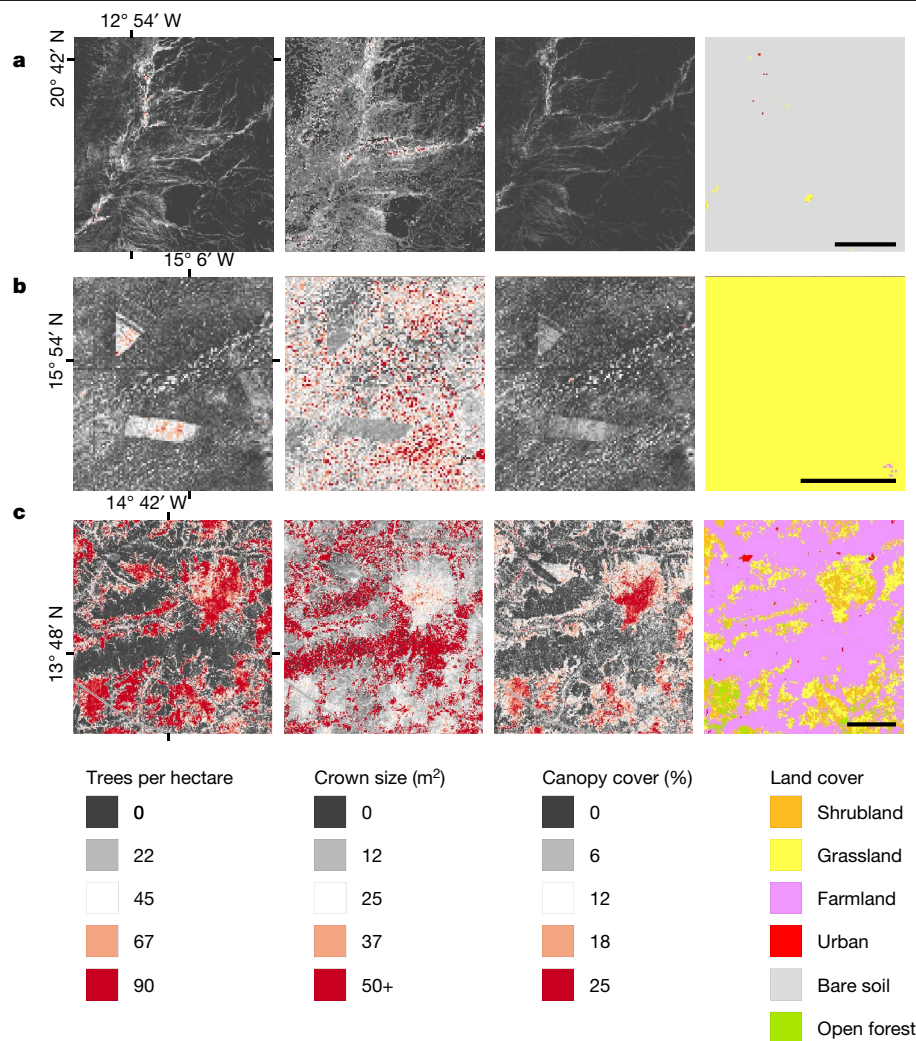 12° 54′ W
a
20° 42′ N
15° 6′ W
b
15° 54′ N
14° 42′ W
c
13° 48′ N
Trees per hectare
0
22
45
67
90
Crown size (m²)
0
12
25
37
50+
Canopy cover (%)
0
6
12
18
25
Land cover
Shrubland
Grassland
Farmland
Urban
Bare soil
Open forest